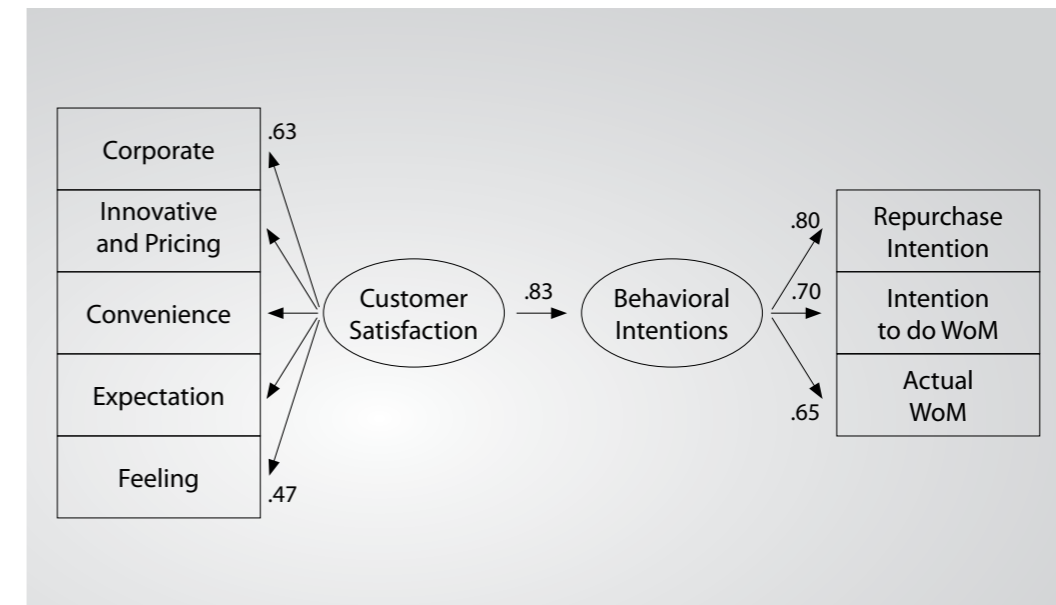 Corporate
.63
Innovative
and Pricing
Convenience
Expectation
Feeling
.47
Customer
Satisfaction
.83
Behavioral
Intentions
.80
.70
.65
Repurchase
Intention
Intention
to do WoM
Actual
WoM